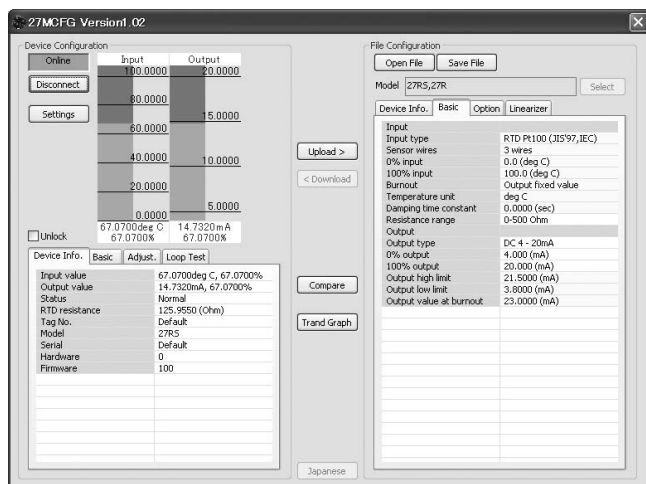 27MCFG Version1.02
Device Configuration
Online
Disconnect
Settings
Unlock
Input
Output
100.0000
80.0000
60.0000
40.0000
20.0000
0.0000
20.0000
15.0000
10.0000
5.0000
67.0700deg C
67.0700%
14.7320mA
67.0700%
Device Info. Basic Adjust. Loop Test
Input value 67.0700deg C, 67.0700%
Output value 14.7320mA, 67.0700%
Status Normal
RTD resistance 125.9550 (Ohm)
Tag No. Default
Model 27RS
Serial Default
Hardware 0
Firmware 100
Upload >
< Download
Compare
Trand Graph
Japanese
File Configuration
Open File Save File
Model 27RS,27R Select
Device Info. Basic Option Linearizer
Input
Input type RTD Pt100 (JIS'97,IEC)
Sensor wires 3 wires
0% input 0.0 (deg C)
100% input 100.0 (deg C)
Burnout Output fixed value
Temperature unit deg C
Damping time constant 0.0000 (sec)
Resistance range 0-500 Ohm
Output
Output type DC 4 - 20mA
0% output 4.000 (mA)
100% output 20.000 (mA)
Output high limit 21.5000 (mA)
Output low limit 3.8000 (mA)
Output value at burnout 23.0000 (mA)